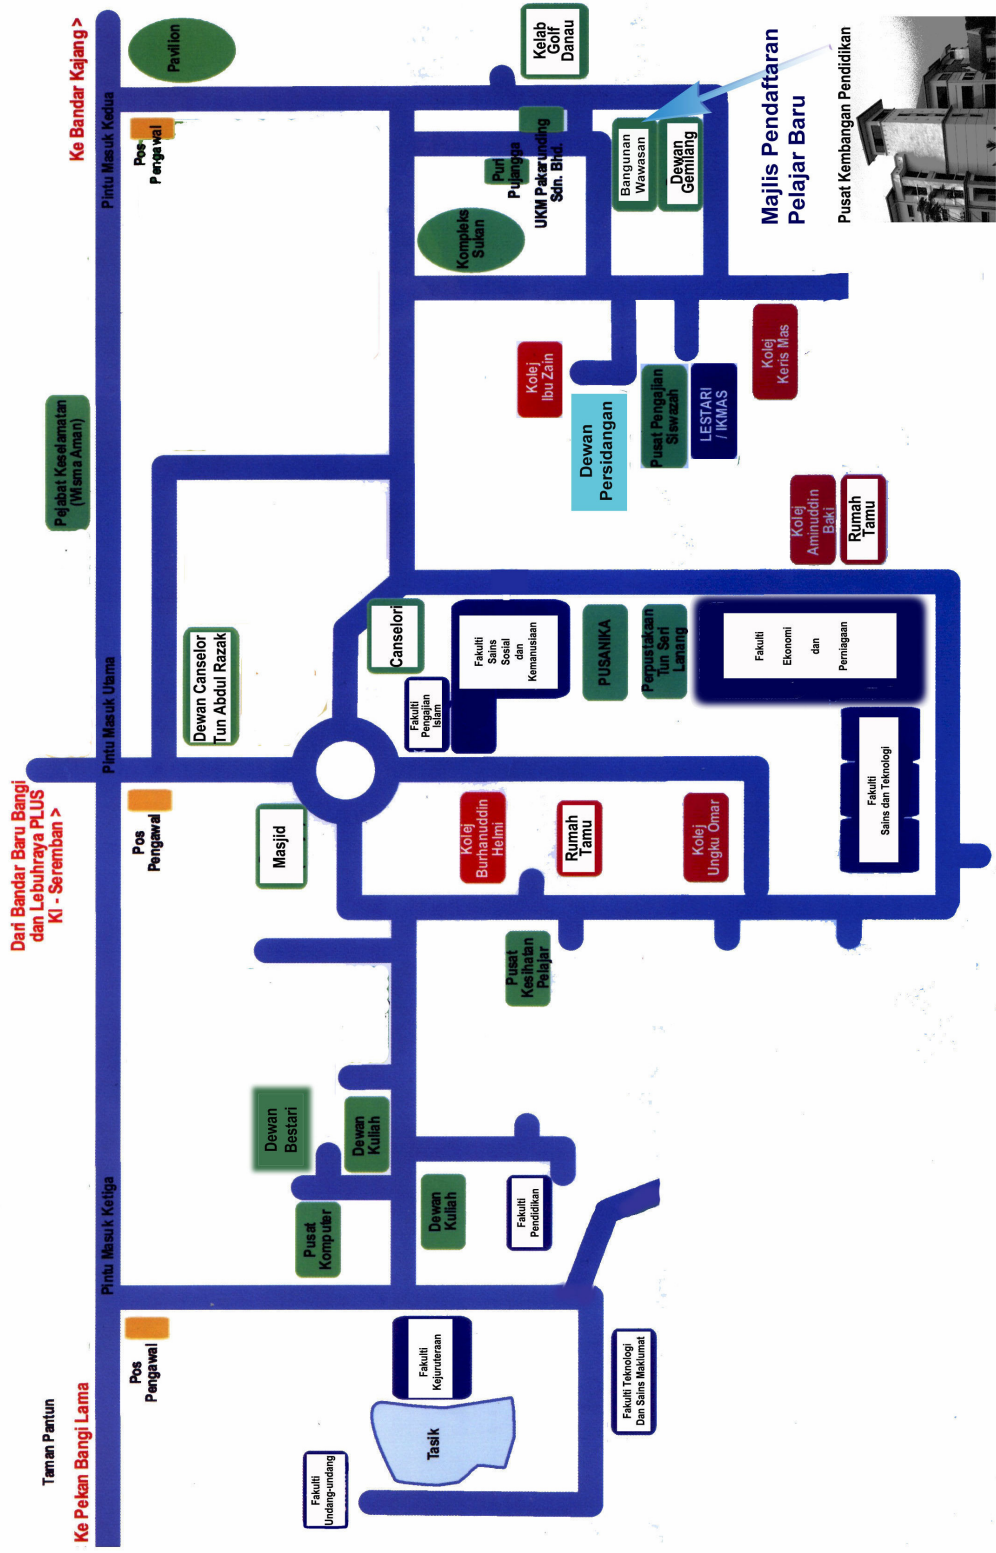 Taman Pantun
Ke Pekan Bangi Lama
Dari Bandar Baru Bangi
dan Lebuhraya PLUS
Kl - Seremban >
Ke Bandar Kajang >
Pejabat Keselamatan
(Wisma Aman)
Pintu Masuk Ketiga
Pintu Masuk Utama
Pintu Masuk Kedua
Pos
Pengawal
Pos
Pengawal
Pos
Pengawal
Pavilion
Dewan Canselor
Tun Abdul Razak
Masjid
Dewan
Bestari
Pusat
Komputer
Dewan
Kuliah
Fakulti
Undang-undang
Tasik
Fakulti
Kejuruteraan
Dewan
Kuliah
Fakulti
Pendidikan
Fakulti Teknologi
Dan Sains Maklumat
Pusat
Kesihatan
Pelajar
Kolej
Burhanuddin
Helmi
Rumah
Tamu
Kolej
Ungku Omar
Fakulti
Sains dan Teknologi
Canselori
Fakulti
Pengajian
Islam
Fakulti
Sains
Sosial
dan
Kemanusiaan
PUSANIKA
Perpustakaan
Tun Seri
Lanang
Fakulti
Ekonomi
dan
Perniagaan
Kolej
Aminuddin
Baki
Rumah
Tamu
Kolej
Ibu Zain
Dewan
Persidangan
Pusat Pengajian
Siswazah
LESTARI
/ IKMAS
Kolej
Keris Mas
Kompleks
Sukan
Puri
Pujangga
UKM Pakarunding
Sdn. Bhd.
Kelab
Golf
Danau
Bangunan
Wawasan
Dewan
Gemilang
Majlis Pendaftaran
Pelajar Baru
Pusat Kembangan Pendidikan